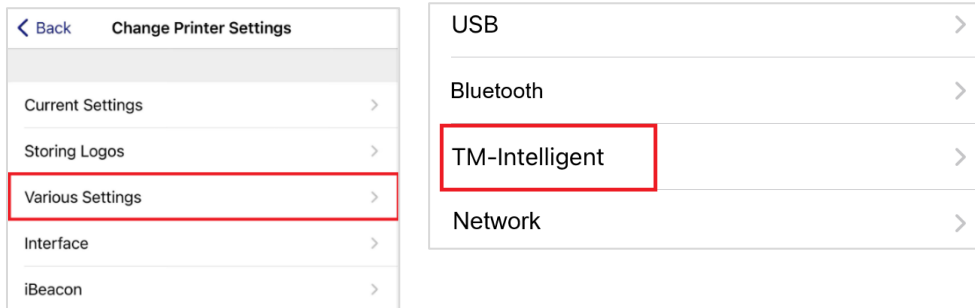 Back Change Printer Settings
Current Settings
Storing Logos
Various Settings
Interface
iBeacon
USB
Bluetooth
TM-Intelligent
Network